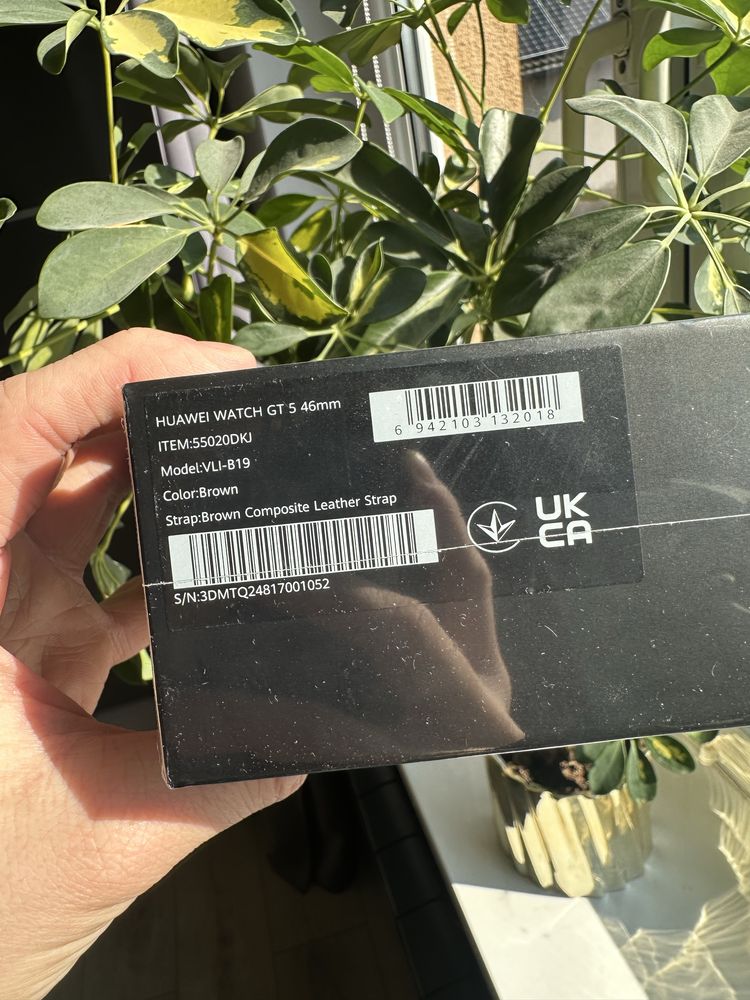 HUAWEI WATCH GT 5 46mm
ITEM:55020DKJ
Model:VLI-B19
Color:Brown
Strap:Brown Composite Leather Strap
S/N:3DMTQ24817001052
6 942103 132018
UK
CA